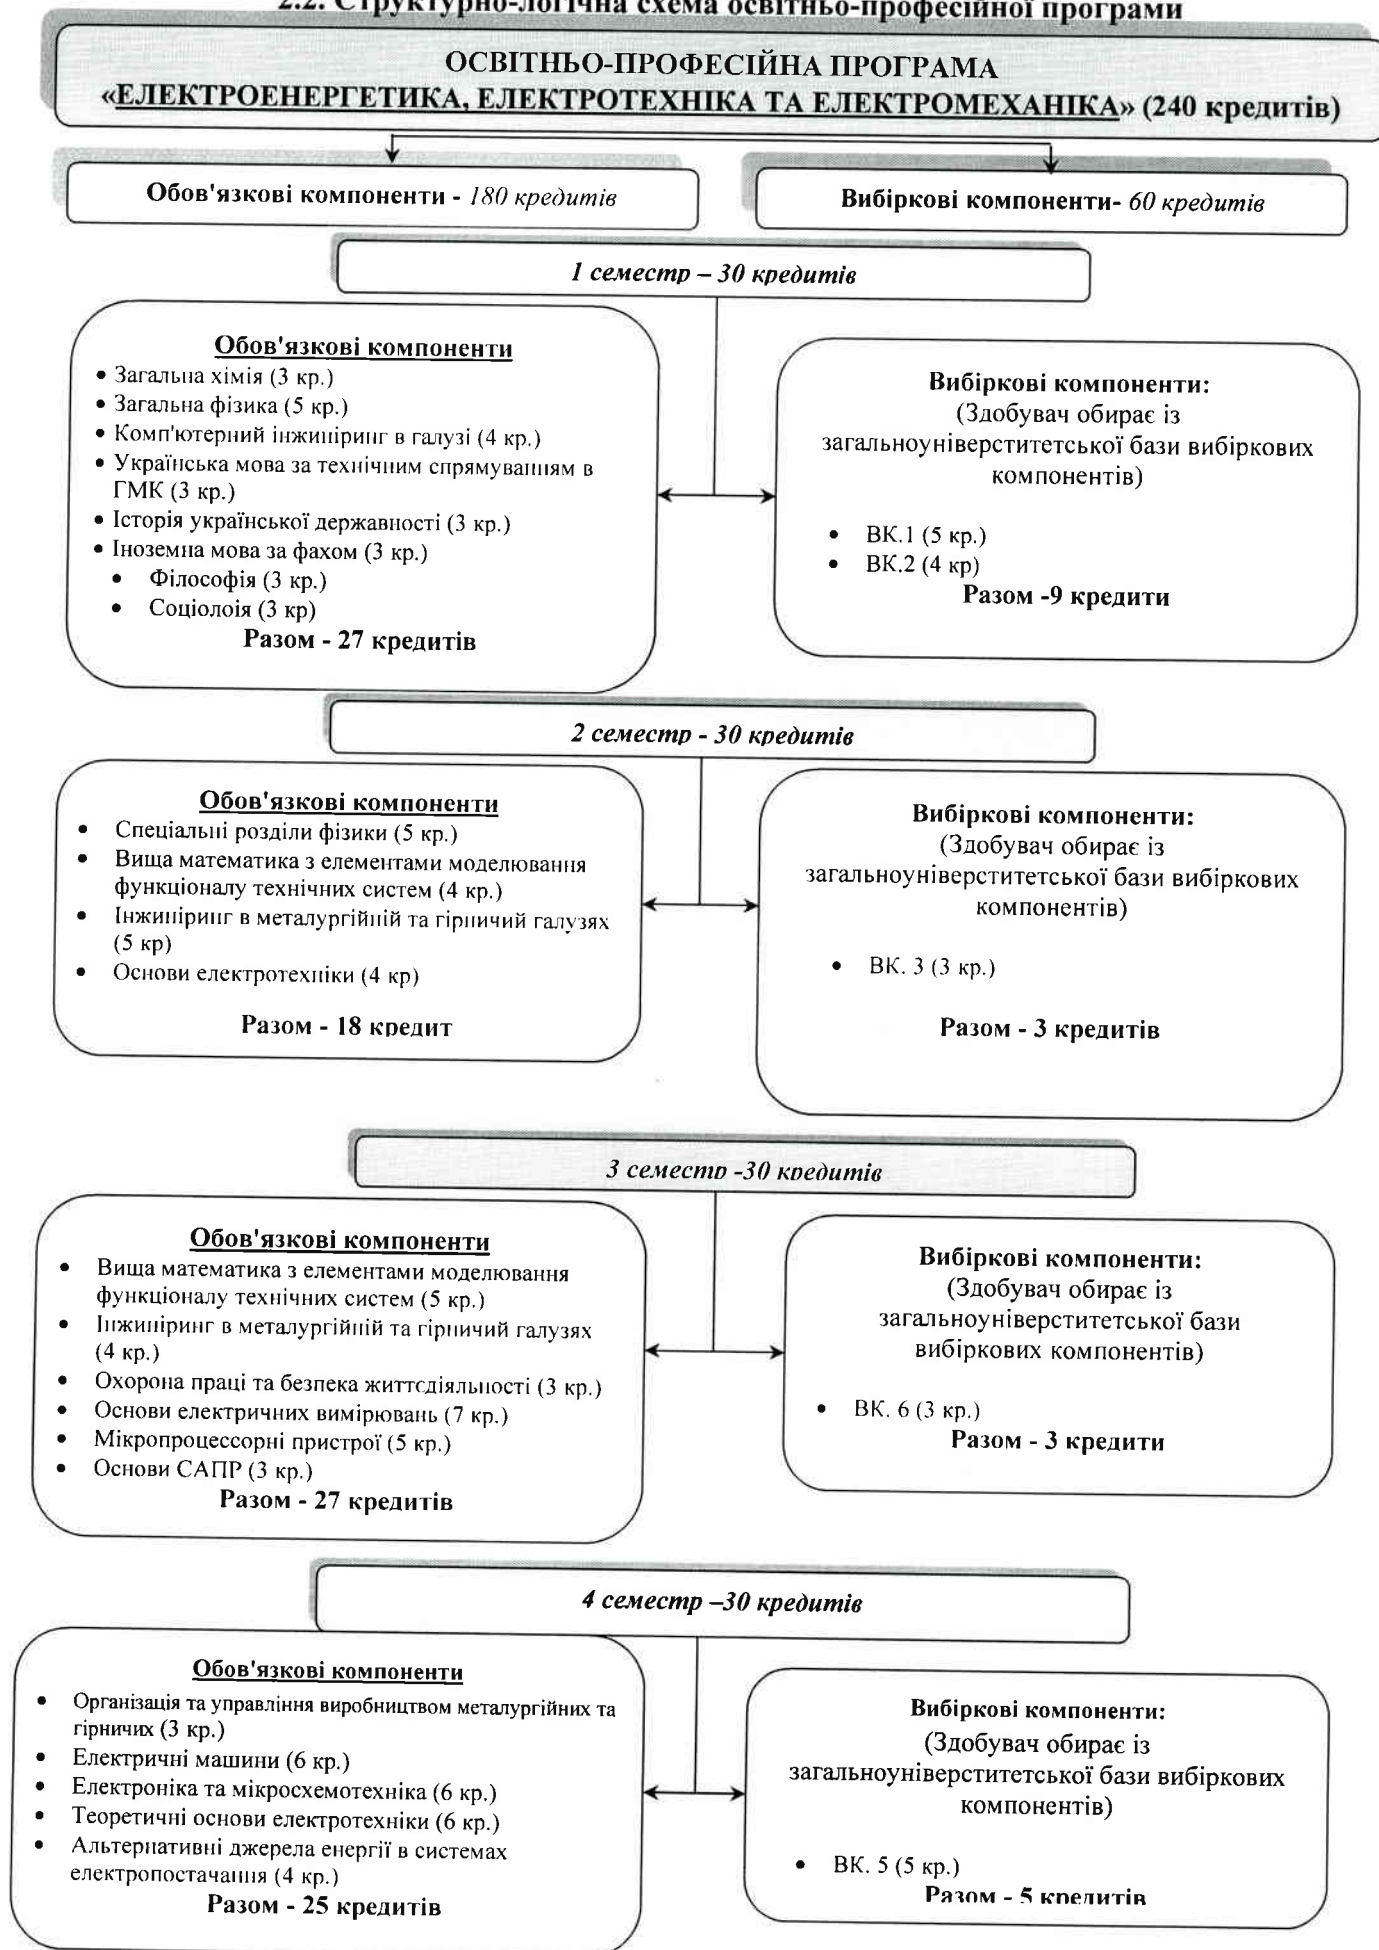 2.2. Структурно-логічна схема освітньо-професійної програми
ОСВІТНЬО-ПРОФЕСІЙНА ПРОГРАМА
«ЕЛЕКТРОЕНЕРГЕТИКА, ЕЛЕКТРОТЕХНІКА ТА ЕЛЕКТРОМЕХАНІКА» (240 кредитів)
Обов'язкові компоненти - 180 кредитів
Вибіркові компоненти- 60 кредитів
1 семестр – 30 кредитів
Обов'язкові компоненти
• Загальна хімія (3 кр.)
• Загальна фізика (5 кр.)
• Комп'ютерний інжиніринг в галузі (4 кр.)
• Українська мова за технічним спрямуванням в
ГМК (3 кр.)
• Історія української державності (3 кр.)
• Іноземна мова за фахом (3 кр.)
• Філософія (3 кр.)
• Соціолоія (3 кр)
Разом - 27 кредитів
Вибіркові компоненти:
(Здобувач обирає із
загальноуніверститетської бази вибіркових
компонентів)
• ВК.1 (5 кр.)
• ВК.2 (4 кр)
Разом -9 кредити
2 семестр - 30 кредитів
Обов'язкові компоненти
• Спеціальні розділи фізики (5 кр.)
• Вища математика з елементами моделювання
функціоналу технічних систем (4 кр.)
• Інжиніринг в металургійній та гірничий галузях
(5 кр)
• Основи електротехніки (4 кр)
Разом - 18 кредит
Вибіркові компоненти:
(Здобувач обирає із
загальноуніверститетської бази вибіркових
компонентів)
• ВК. 3 (3 кр.)
Разом - 3 кредитів
3 семестр -30 кредитів
Обов'язкові компоненти
• Вища математика з елементами моделювання
функціоналу технічних систем (5 кр.)
• Інжиніринг в металургійній та гірничий галузях
(4 кр.)
• Охорона праці та безпека життєдіяльності (3 кр.)
• Основи електричних вимірювань (7 кр.)
• Мікропроцессорні пристрої (5 кр.)
• Основи САПР (3 кр.)
Разом - 27 кредитів
Вибіркові компоненти:
(Здобувач обирає із
загальноуніверститетської бази
вибіркових компонентів)
• ВК. 6 (3 кр.)
Разом - 3 кредити
4 семестр –30 кредитів
Обов'язкові компоненти
• Організація та управління виробництвом металургійних та
гірничих (3 кр.)
• Електричні машини (6 кр.)
• Електроніка та мікросхемотехніка (6 кр.)
• Теоретичні основи електротехніки (6 кр.)
• Альтернативні джерела енергії в системах
електропостачання (4 кр.)
Разом - 25 кредитів
Вибіркові компоненти:
(Здобувач обирає із
загальноуніверститетської бази вибіркових
компонентів)
• ВК. 5 (5 кр.)
Разом - 5 кредитів